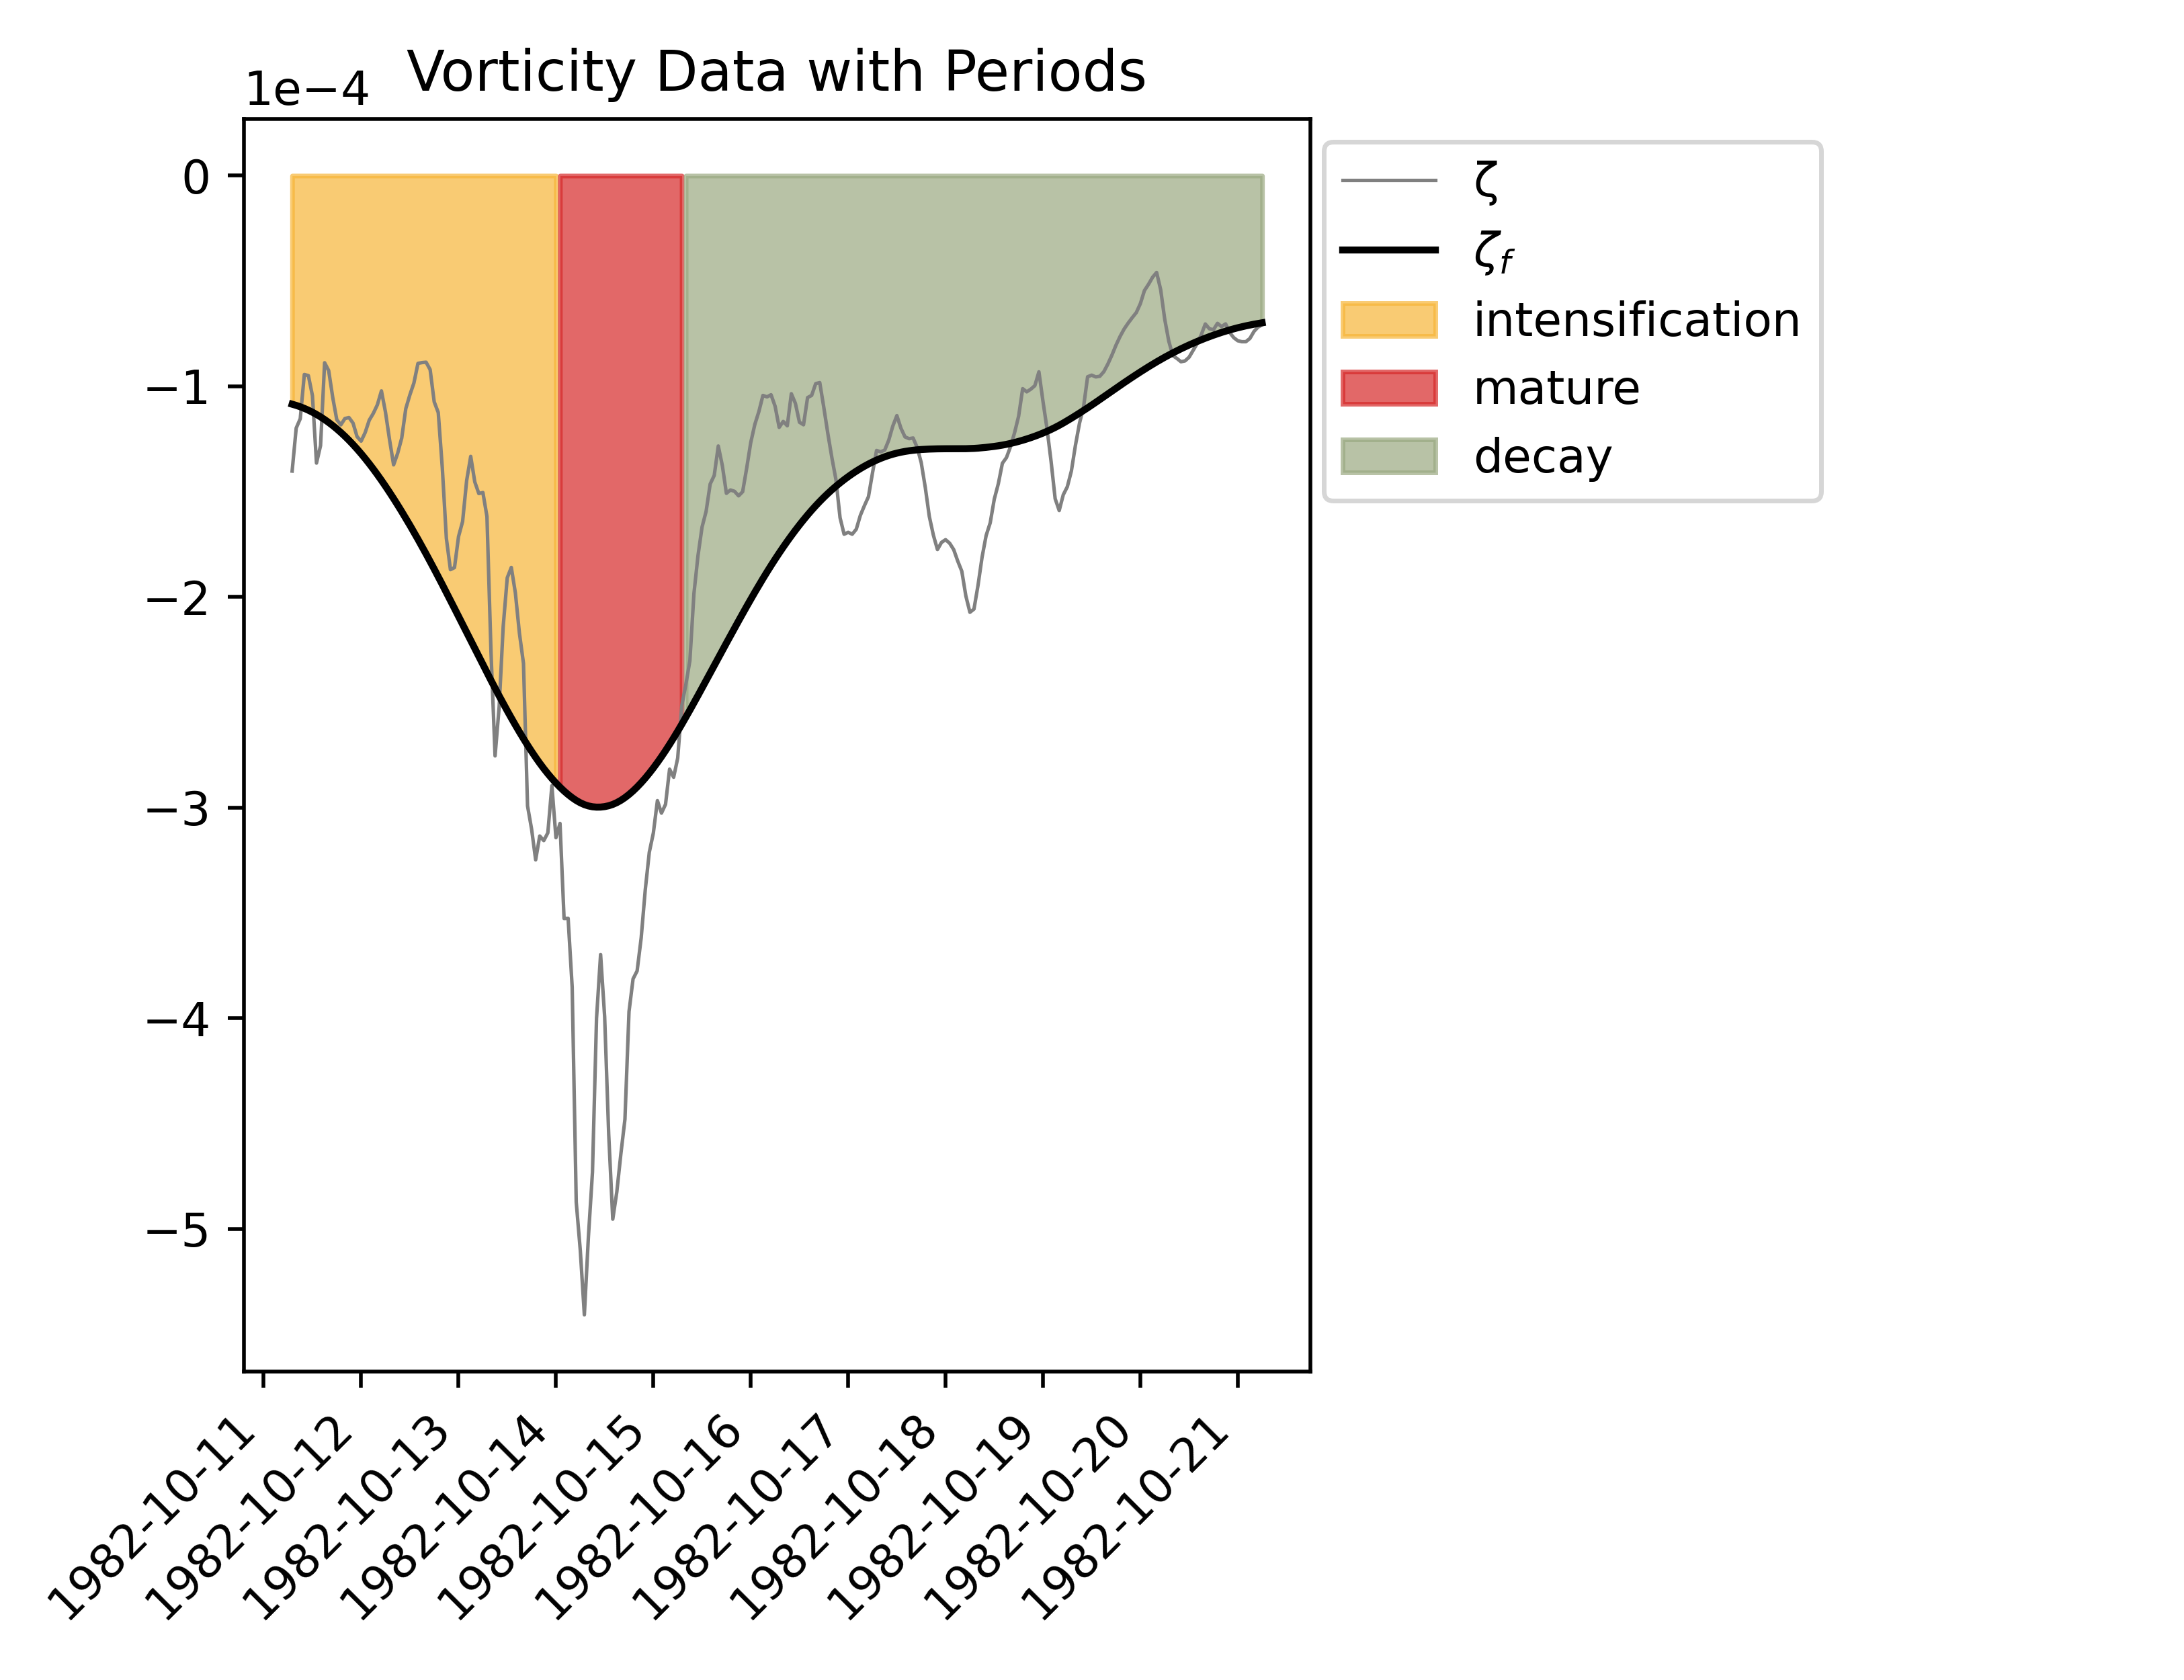 Vorticity Data with Periods
1e−4
0
−1
−2
−3
−4
−5
1982-10-11
1982-10-12
1982-10-13
1982-10-14
1982-10-15
1982-10-16
1982-10-17
1982-10-18
1982-10-19
1982-10-20
1982-10-21
ζ
ζf
intensification
mature
decay